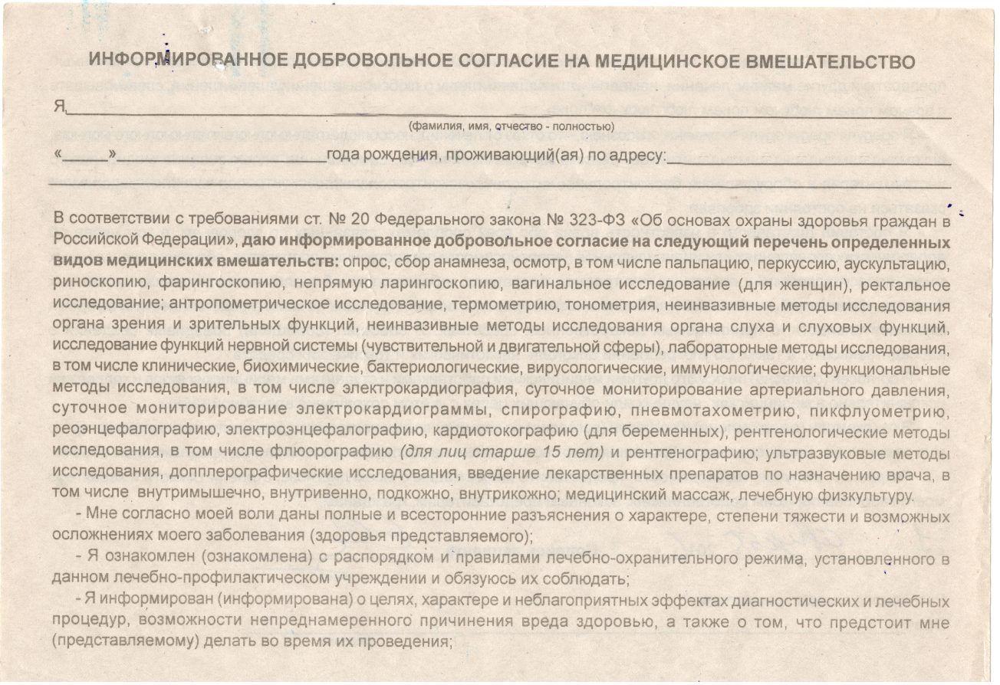 ИНФОРМИРОВАННОЕ ДОБРОВОЛЬНОЕ СОГЛАСИЕ НА МЕДИЦИНСКОЕ ВМЕШАТЕЛЬСТВО
Я,
(фамилия, имя, отчество - полностью)
«______» года рождения, проживающий(ая) по адресу:
В соответствии с требованиями ст. № 20 Федерального закона № 323-ФЗ «Об основах охраны здоровья граждан в
Российской Федерации», даю информированное добровольное согласие на следующий перечень определенных
видов медицинских вмешательств: опрос, сбор анамнеза, осмотр, в том числе пальпацию, перкуссию, аускультацию,
риноскопию, фарингоскопию, непрямую ларингоскопию, вагинальное исследование (для женщин), ректальное
исследование; антропометрическое исследование, термометрию, тонометрия, неинвазивные методы исследования
органа зрения и зрительных функций, неинвазивные методы исследования органа слуха и слуховых функций,
исследование функций нервной системы (чувствительной и двигательной сферы), лабораторные методы исследования,
в том числе клинические, биохимические, бактериологические, вирусологические, иммунологические; функциональные
методы исследования, в том числе электрокардиография, суточное мониторирование артериального давления,
суточное мониторирование электрокардиограммы, спирографию, пневмотахометрию, пикфлуометрию,
реоэнцефалографию, электроэнцефалографию, кардиотокографию (для беременных), рентгенологические методы
исследования, в том числе флюорографию (для лиц старше 15 лет) и рентгенографию; ультразвуковые методы
исследования, допплерографические исследования, введение лекарственных препаратов по назначению врача, в
том числе внутримышечно, внутривенно, подкожно, внутрикожно; медицинский массаж, лечебную физкультуру.
- Мне согласно моей воли даны полные и всесторонние разъяснения о характере, степени тяжести и возможных
осложнениях моего заболевания (здоровья представляемого);
- Я ознакомлен (ознакомлена) с распорядком и правилами лечебно-охранительного режима, установленного в
данном лечебно-профилактическом учреждении и обязуюсь их соблюдать;
- Я информирован (информирована) о целях, характере и неблагоприятных эффектах диагностических и лечебных
процедур, возможности непреднамеренного причинения вреда здоровью, а также о том, что предстоит мне
(представляемому) делать во время их проведения;